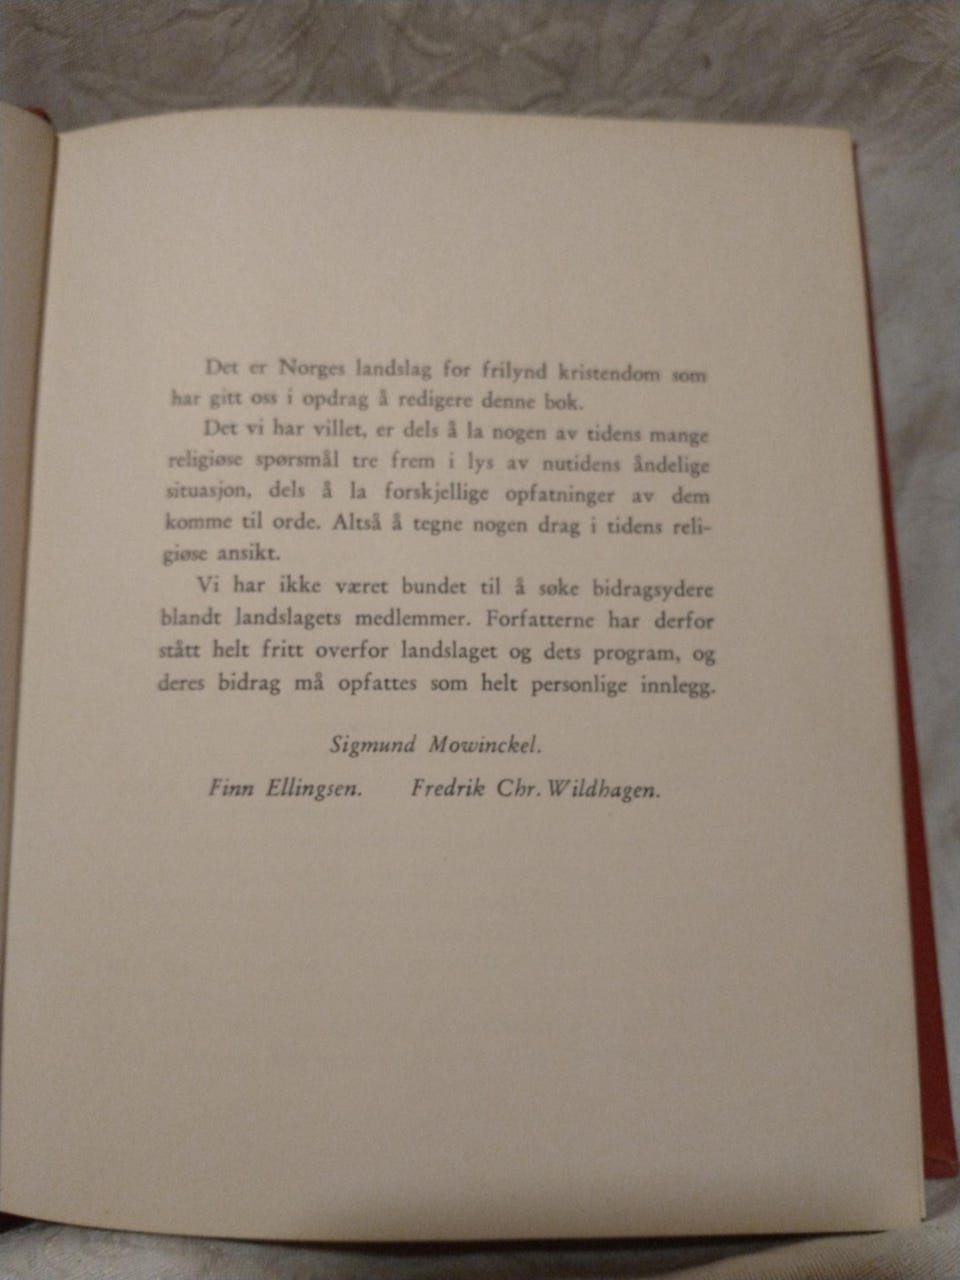 Det er Norges landslag for frilynd kristendom som
har gitt oss i opdrag å redigere denne bok.
Det vi har villet, er dels å la nogen av tidens mange
religiøse spørsmål tre frem i lys av nutidens åndelige
situasjon, dels å la forskjellige opfatninger av dem
komme til orde. Altså å tegne nogen drag i tidens reli-
giøse ansikt.
Vi har ikke været bundet til å søke bidragsydere
blandt landslagets medlemmer. Forfatterne har derfor
stått helt fritt overfor landslaget og dets program, og
deres bidrag må opfattes som helt personlige innlegg.
Sigmund Mowinckel.
Finn Ellingsen. Fredrik Chr. Wildhagen.